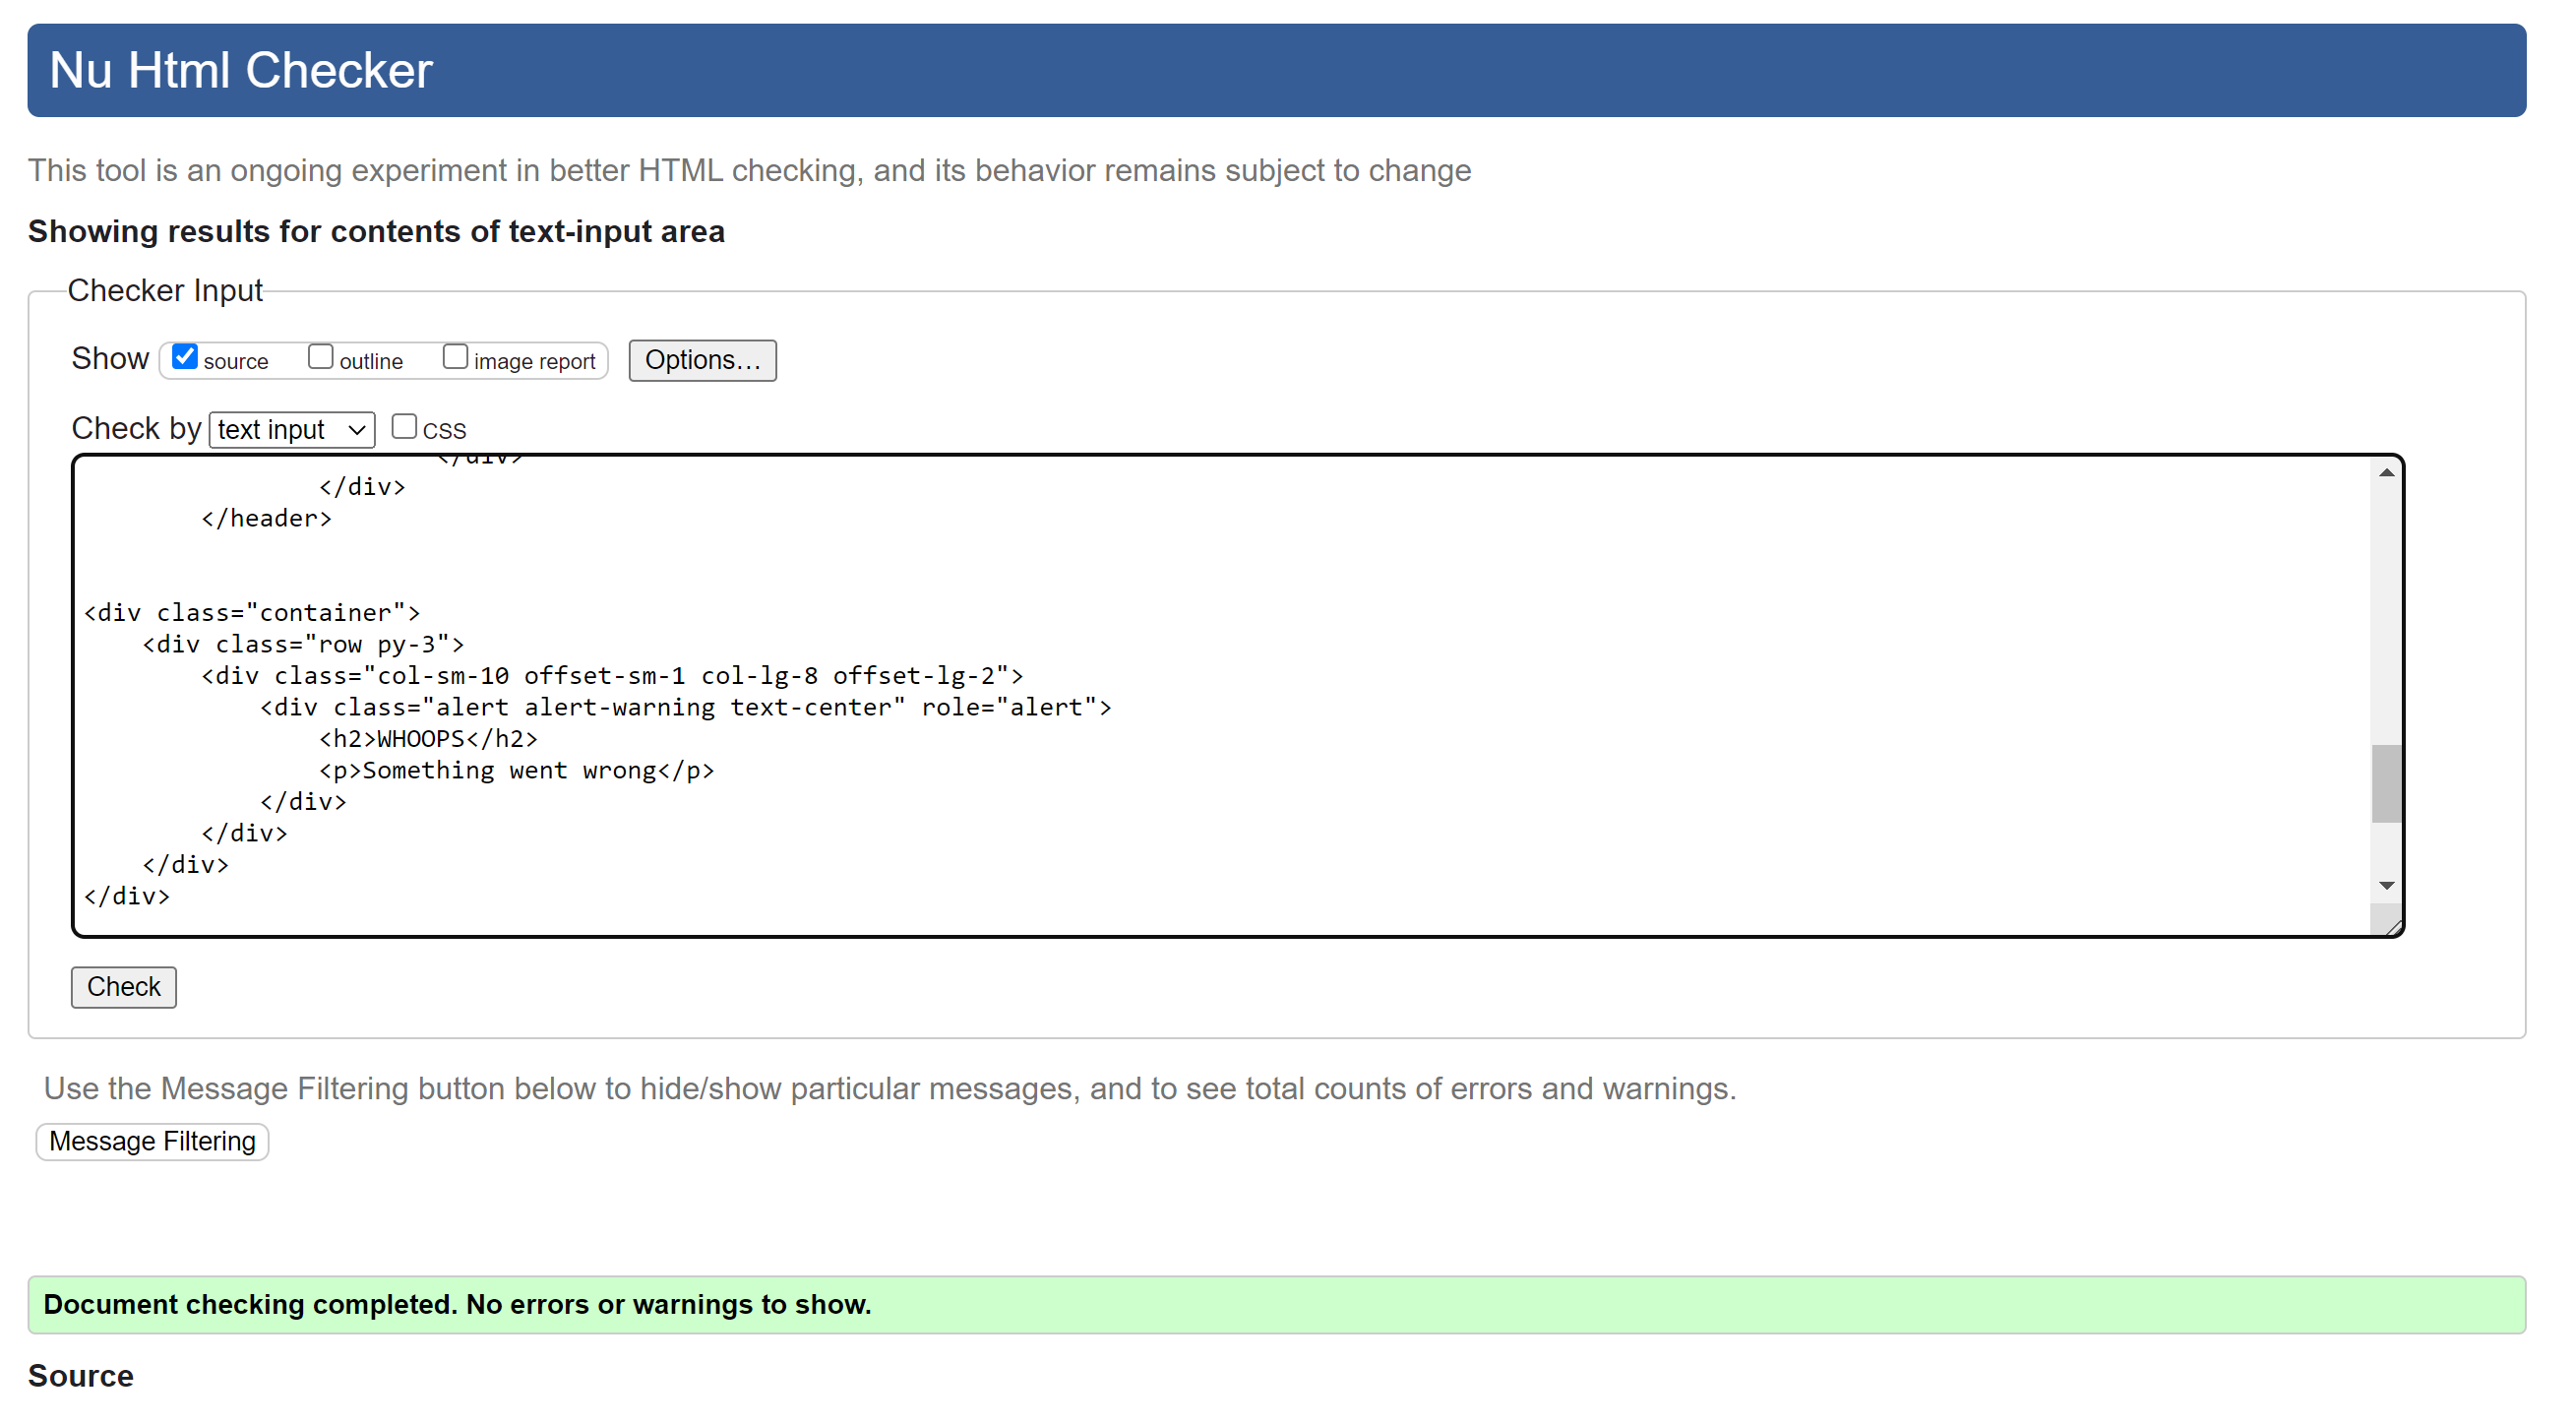 Nu Html Checker
This tool is an ongoing experiment in better HTML checking, and its behavior remains subject to change
Showing results for contents of text-input area
Checker Input
Show source outline image report Options...
Check by text input CSS
</div>
</div>
</header>
<div class="container">
<div class="row py-3">
<div class="col-sm-10 offset-sm-1 col-lg-8 offset-lg-2">
<div class="alert alert-warning text-center" role="alert">
<h2>WHOOPS</h2>
<p>Something went wrong</p>
</div>
</div>
</div>
</div>
Check
Use the Message Filtering button below to hide/show particular messages, and to see total counts of errors and warnings.
Message Filtering
Document checking completed. No errors or warnings to show.
Source